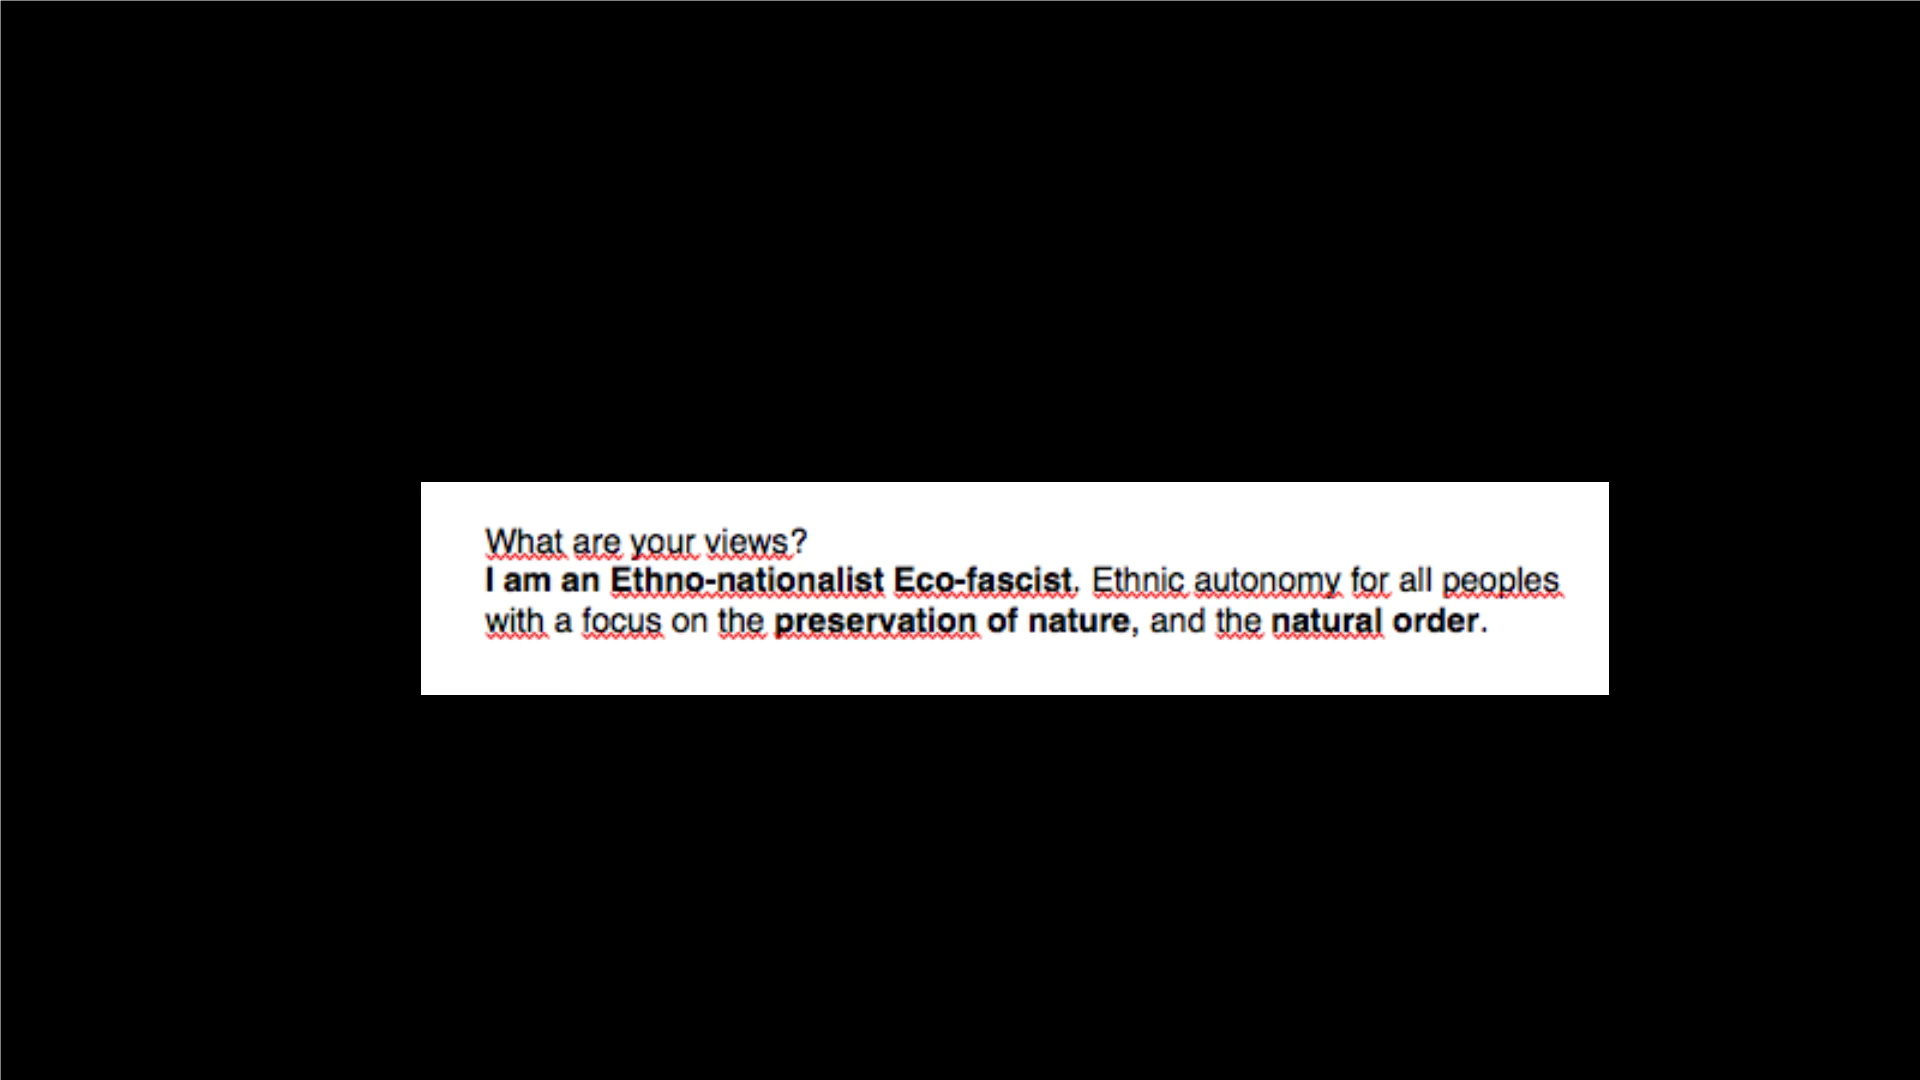 What are your views?
I am an Ethno-nationalist Eco-fascist. Ethnic autonomy for all peoples
with a focus on the preservation of nature, and the natural order.